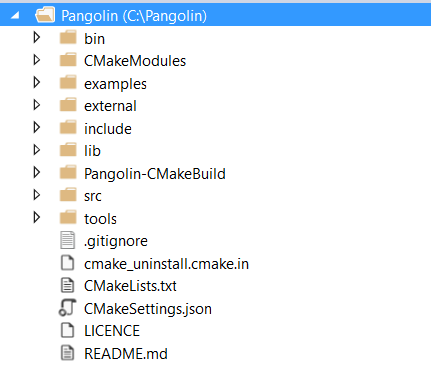 Pangolin (C:\Pangolin)
bin
CMakeModules
examples
external
include
lib
Pangolin-CMakeBuild
src
tools
.gitignore
cmake_uninstall.cmake.in
CMakeLists.txt
CMakeSettings.json
LICENCE
README.md